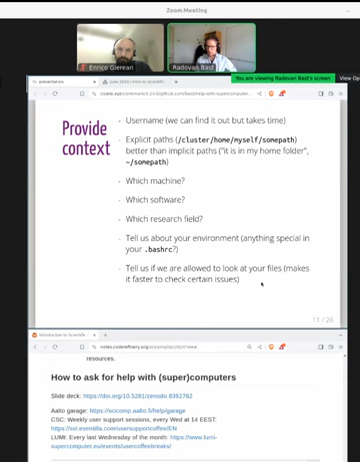 Zoom Meeting
Enrico Glerean
Radovan Bast
You are viewing Radovan Bast's screen
View Op
presentation
Provide
context
- Username (we can find it out but takes time)
- Explicit paths (/cluster/home/myself/somepath)
better than implicit paths ("it is in my home folder",
~/somepath)
- Which machine?
- Which software?
- Which research field?
- Tell us about your environment (anything special in
your .bashrc?)
- Tell us if we are allowed to look at your files (makes
it faster to check certain issues)
11 / 26
resources.
How to ask for help with (super)computers
Slide deck: https://doi.org/10.5281/zenodo.8392762
Aalto garage: https://scicomp.aalto.fi/help/garage
CSC: Weekly user support sessions, every Wed at 14 EEST:
https://ssl.eventilla.com/usersupportcoffee/EN
LUMI: Every last Wednesday of the month: https://www.lumi-
supercomputer.eu/events/usercoffeebreaks/